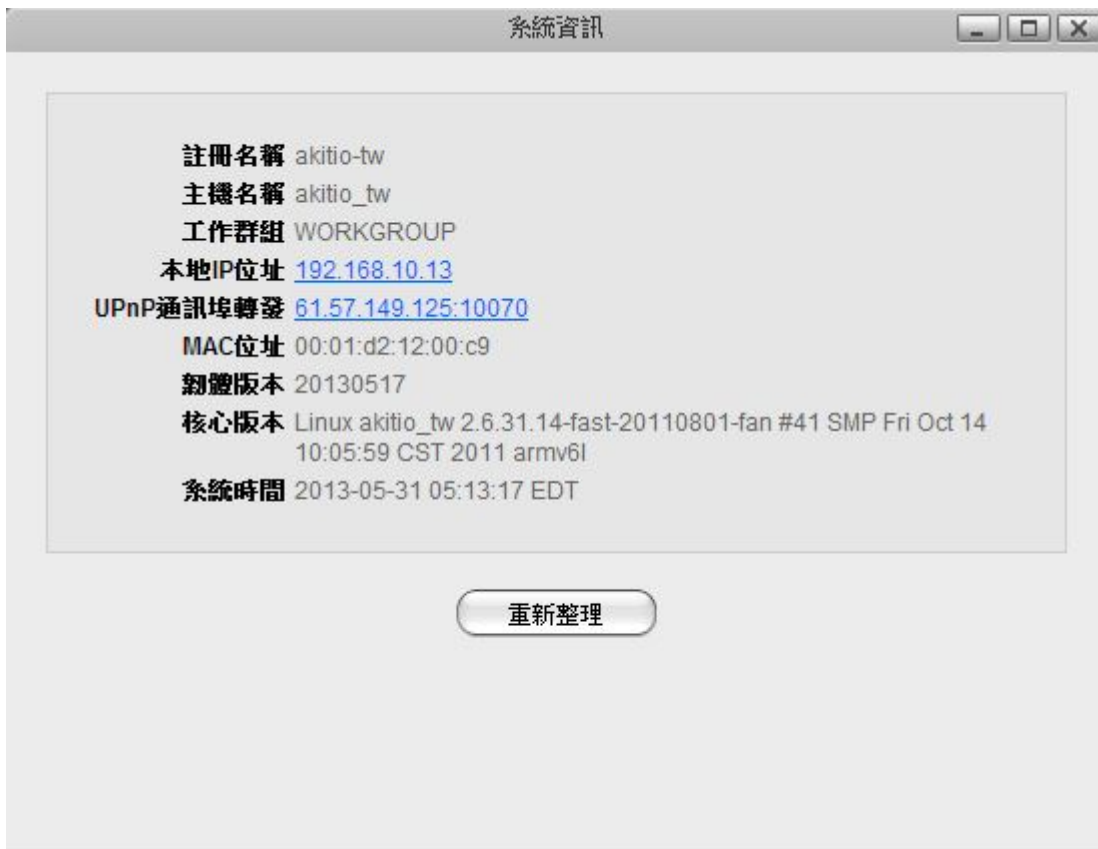 系統資訊
註冊名稱 akitio-tw
主機名稱 akitio_tw
工作群組 WORKGROUP
本地IP位址 192.168.10.13
UPnP通訊埠轉發 61.57.149.125:10070
MAC位址 00:01:d2:12:00:c9
韌體版本 20130517
核心版本 Linux akitio_tw 2.6.31.14-fast-20110801-fan #41 SMP Fri Oct 14
10:05:59 CST 2011 armv6l
系統時間 2013-05-31 05:13:17 EDT
重新整理